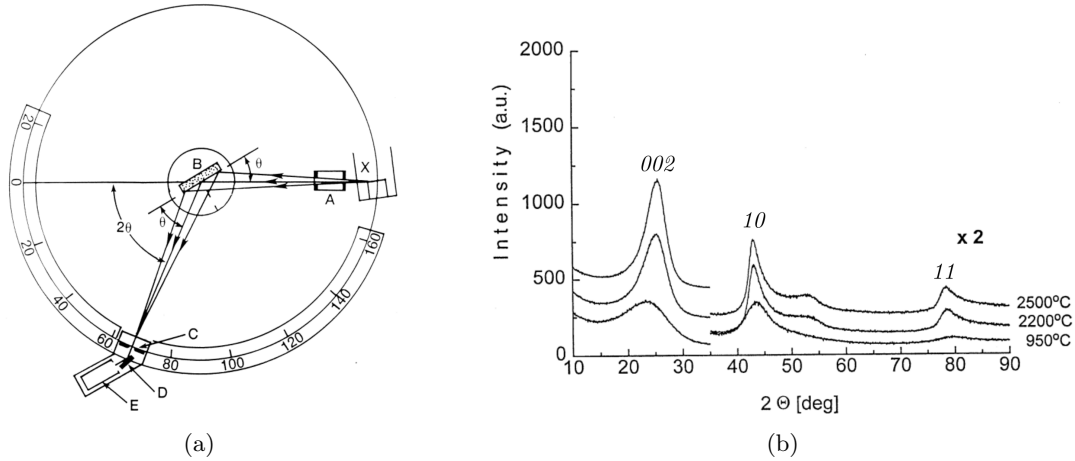 20
0
20
40
60
80
100
120
140
160
B
θ
X
A
2θ
θ
C
D
E
(a)
Intensity (a.u.)
2000
1500
1000
500
0
002
10
11
x 2
2500ºC
2200ºC
950ºC
10 20 30 40 50 60 70 80 90
2 Θ [deg]
(b)